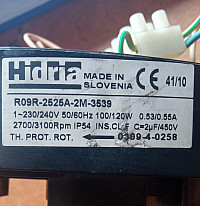 Hidria MADE IN SLOVENIA CE 41/10
R09R-2525A-2M-3539
1~230/240V 50/60Hz 100/120W 0.53/0.55A
2700/3100Rpm IP54 INS.CL.F C=2µF/450V
TH. PROT. ROT. 0309-4-0258